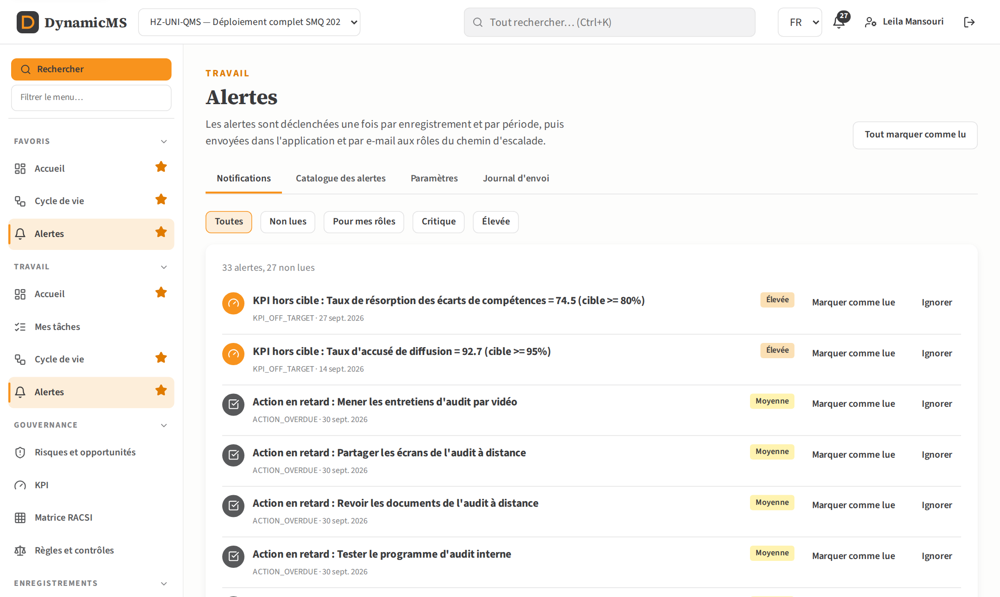 DynamicMS
HZ-UNI-QMS — Déploiement complet SMQ 202
Tout rechercher… (Ctrl+K)
FR
27
Leila Mansouri
Rechercher
Filtrer le menu…
FAVORIS
Accueil
Cycle de vie
Alertes
TRAVAIL
Accueil
Mes tâches
Cycle de vie
Alertes
GOUVERNANCE
Risques et opportunités
KPI
Matrice RACSI
Règles et contrôles
ENREGISTREMENTS
TRAVAIL
Alertes
Les alertes sont déclenchées une fois par enregistrement et par période, puis
envoyées dans l'application et par e-mail aux rôles du chemin d'escalade.
Tout marquer comme lu
Notifications
Catalogue des alertes
Paramètres
Journal d'envoi
Toutes
Non lues
Pour mes rôles
Critique
Élevée
33 alertes, 27 non lues
KPI hors cible : Taux de résorption des écarts de compétences = 74.5 (cible >= 80%)
KPI_OFF_TARGET · 27 sept. 2026
Élevée
Marquer comme lue
Ignorer
KPI hors cible : Taux d'accusé de diffusion = 92.7 (cible >= 95%)
KPI_OFF_TARGET · 14 sept. 2026
Élevée
Marquer comme lue
Ignorer
Action en retard : Mener les entretiens d'audit par vidéo
ACTION_OVERDUE · 30 sept. 2026
Moyenne
Marquer comme lue
Ignorer
Action en retard : Partager les écrans de l'audit à distance
ACTION_OVERDUE · 30 sept. 2026
Moyenne
Marquer comme lue
Ignorer
Action en retard : Revoir les documents de l'audit à distance
ACTION_OVERDUE · 30 sept. 2026
Moyenne
Marquer comme lue
Ignorer
Action en retard : Tester le programme d'audit interne
ACTION_OVERDUE · 30 sept. 2026
Moyenne
Marquer comme lue
Ignorer